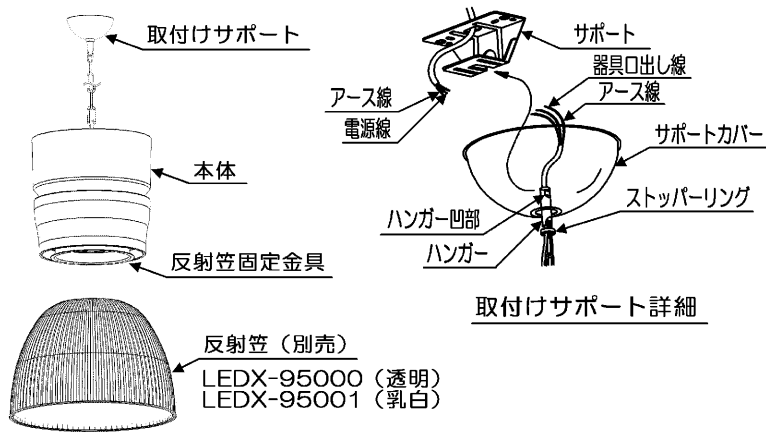 取付けサポート
本体
反射笠固定金具
反射笠（別売）
LEDX-95000（透明）
LEDX-95001（乳白）
サポート
器具口出し線
アース線
アース線
電源線
サポートカバー
ストッパーリング
ハンガー凹部
ハンガー
取付けサポート詳細